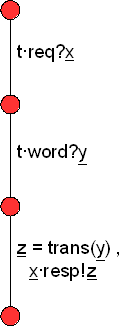 t·req?x
t·word?y
z = trans(y) ,
x·resp!z